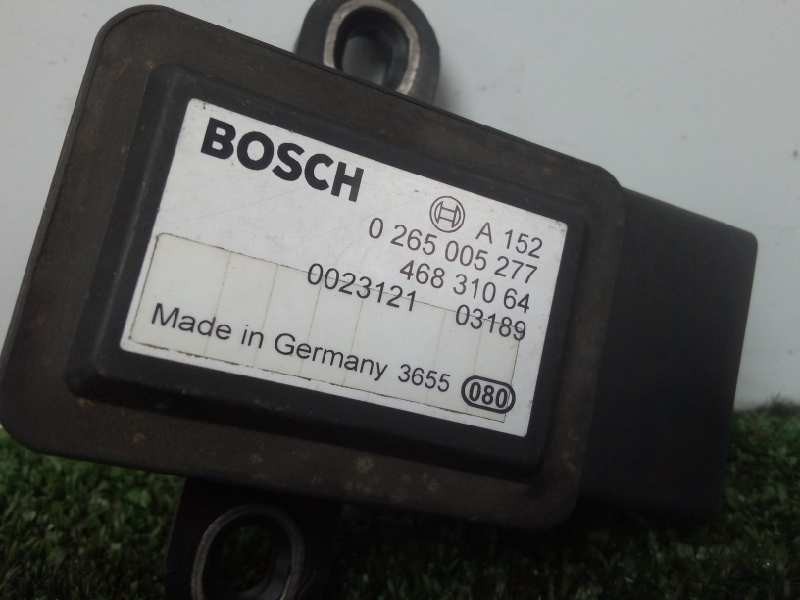 BOSCH
A 152
0 265 005 277
468 310 64
0023121 03189
Made in Germany 3655 080